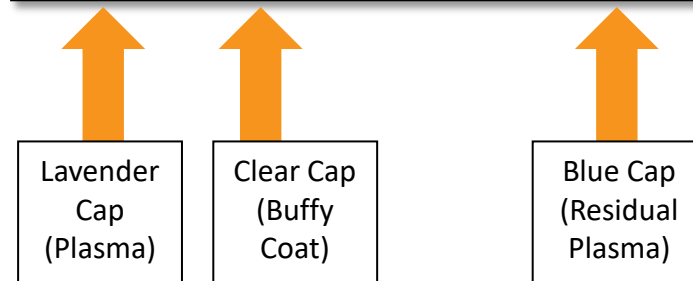 Lavender
Cap
(Plasma)
Clear Cap
(Buffy
Coat)
Blue Cap
(Residual
Plasma)